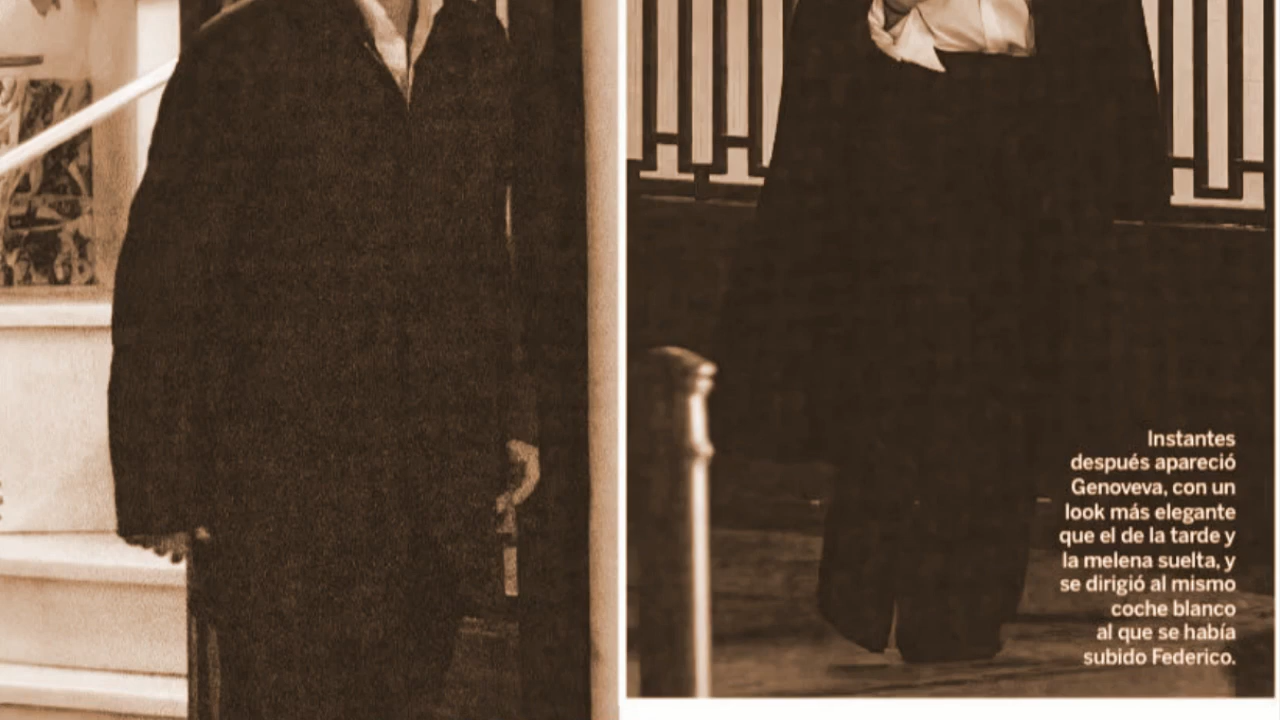 Instantes
después apareció
Genoveva, con un
look más elegante
que el de la tarde y
la melena suelta, y
se dirigió al mismo
coche blanco
al que se había
subido Federico.